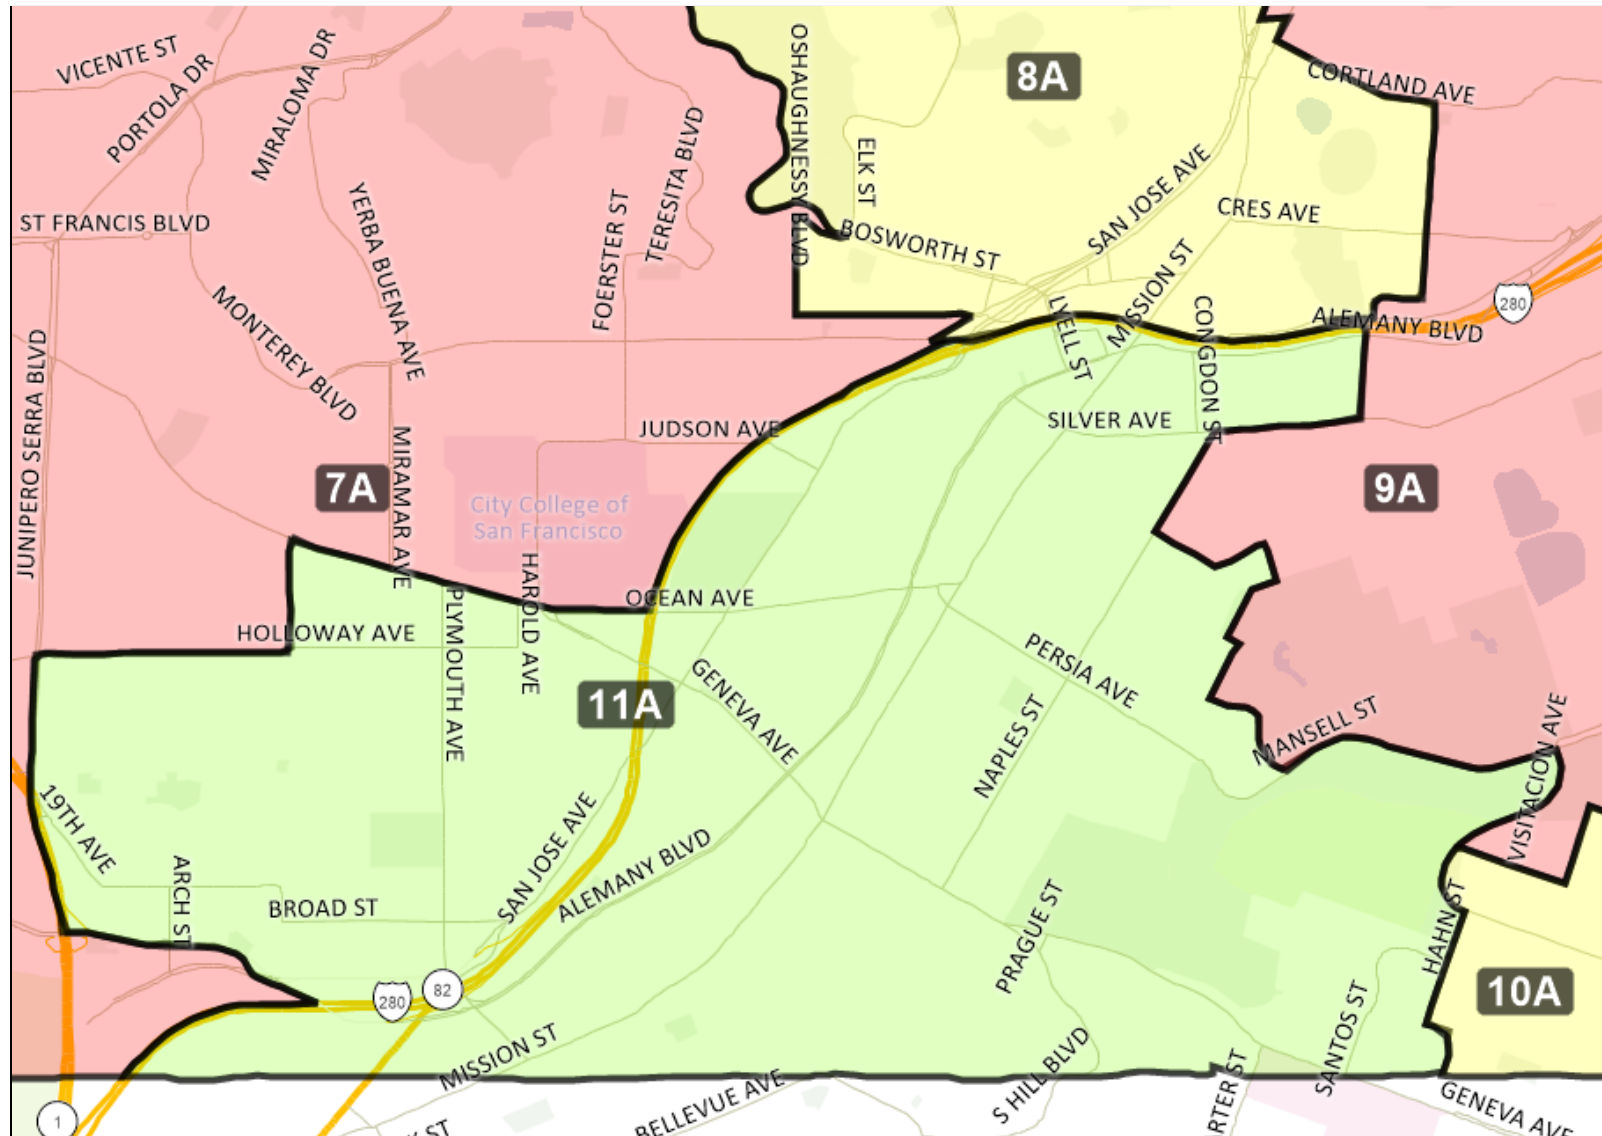 VICENTE ST
PORTOLA DR
MIRALOMA DR
OSHAUGHNESSY BLVD
8A
CORTLAND AVE
TERESITA BLVD
ELK ST
SAN JOSE AVE
CRES AVE
ST FRANCIS BLVD
YERBA BUENA AVE
FOERSTER ST
BOSWORTH ST
MISSION ST
MONTEREY BLVD
LYELL ST
CONGDON ST
280
ALEMANY BLVD
JUNIPERO SERRA BLVD
JUDSON AVE
SILVER AVE
7A
MIRAMAR AVE
City College of
San Francisco
9A
HAROLD AVE
OCEAN AVE
HOLLOWAY AVE
PLYMOUTH AVE
11A
GENEVA AVE
PERSIA AVE
NAPLES ST
MANSELL ST
VISITACION AVE
19TH AVE
ARCH ST
BROAD ST
SAN JOSE AVE
ALEMANY BLVD
PRAGUE ST
HAHN ST
280
82
10A
MISSION ST
SANTOS ST
S HILL BLVD
BELLEVUE AVE
ARTER ST
GENEVA AVE
1
ST